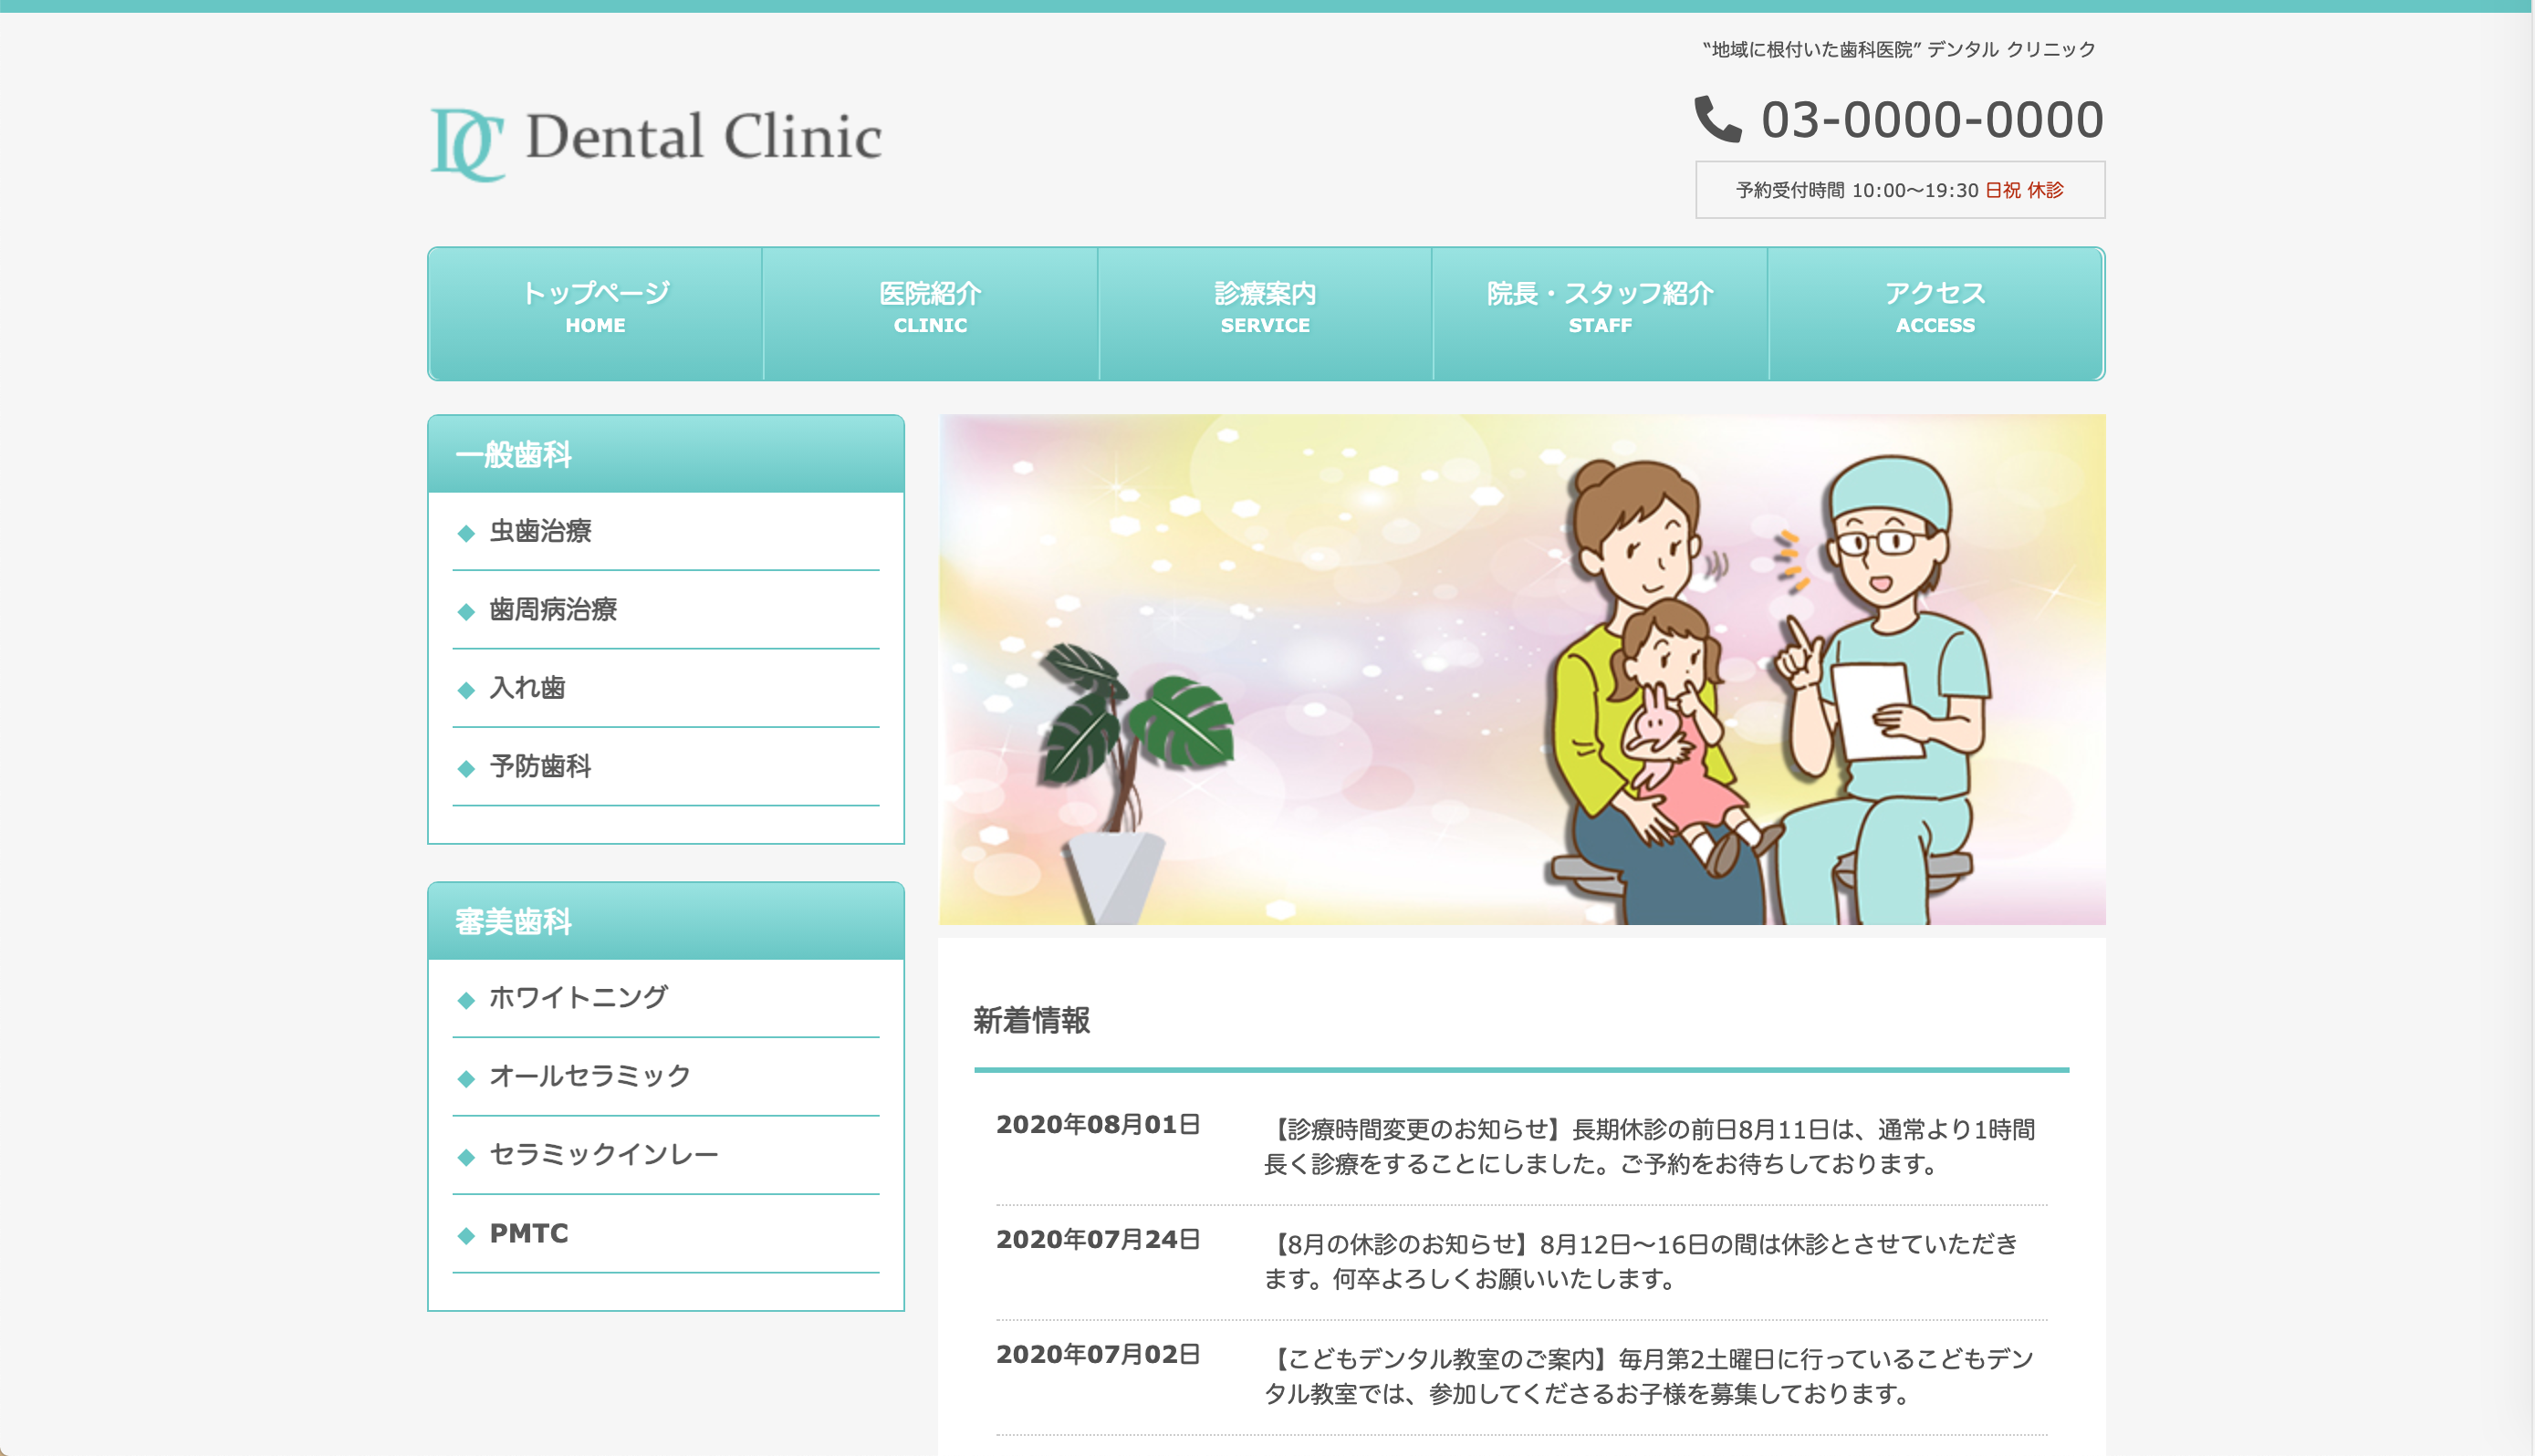 “地域に根付いた歯科医院” デンタル クリニック
DC Dental Clinic
03-0000-0000
予約受付時間 10:00〜19:30 日祝 休診
トップページ
HOME
医院紹介
CLINIC
診療案内
SERVICE
院長・スタッフ紹介
STAFF
アクセス
ACCESS
一般歯科
虫歯治療
歯周病治療
入れ歯
予防歯科
審美歯科
ホワイトニング
オールセラミック
セラミックインレー
PMTC
新着情報
2020年08月01日
【診療時間変更のお知らせ】長期休診の前日8月11日は、通常より1時間
長く診療をすることにしました。ご予約をお待ちしております。
2020年07月24日
【8月の休診のお知らせ】8月12日〜16日の間は休診とさせていただき
ます。何卒よろしくお願いいたします。
2020年07月02日
【こどもデンタル教室のご案内】毎月第2土曜日に行っているこどもデン
タル教室では、参加してくださるお子様を募集しております。